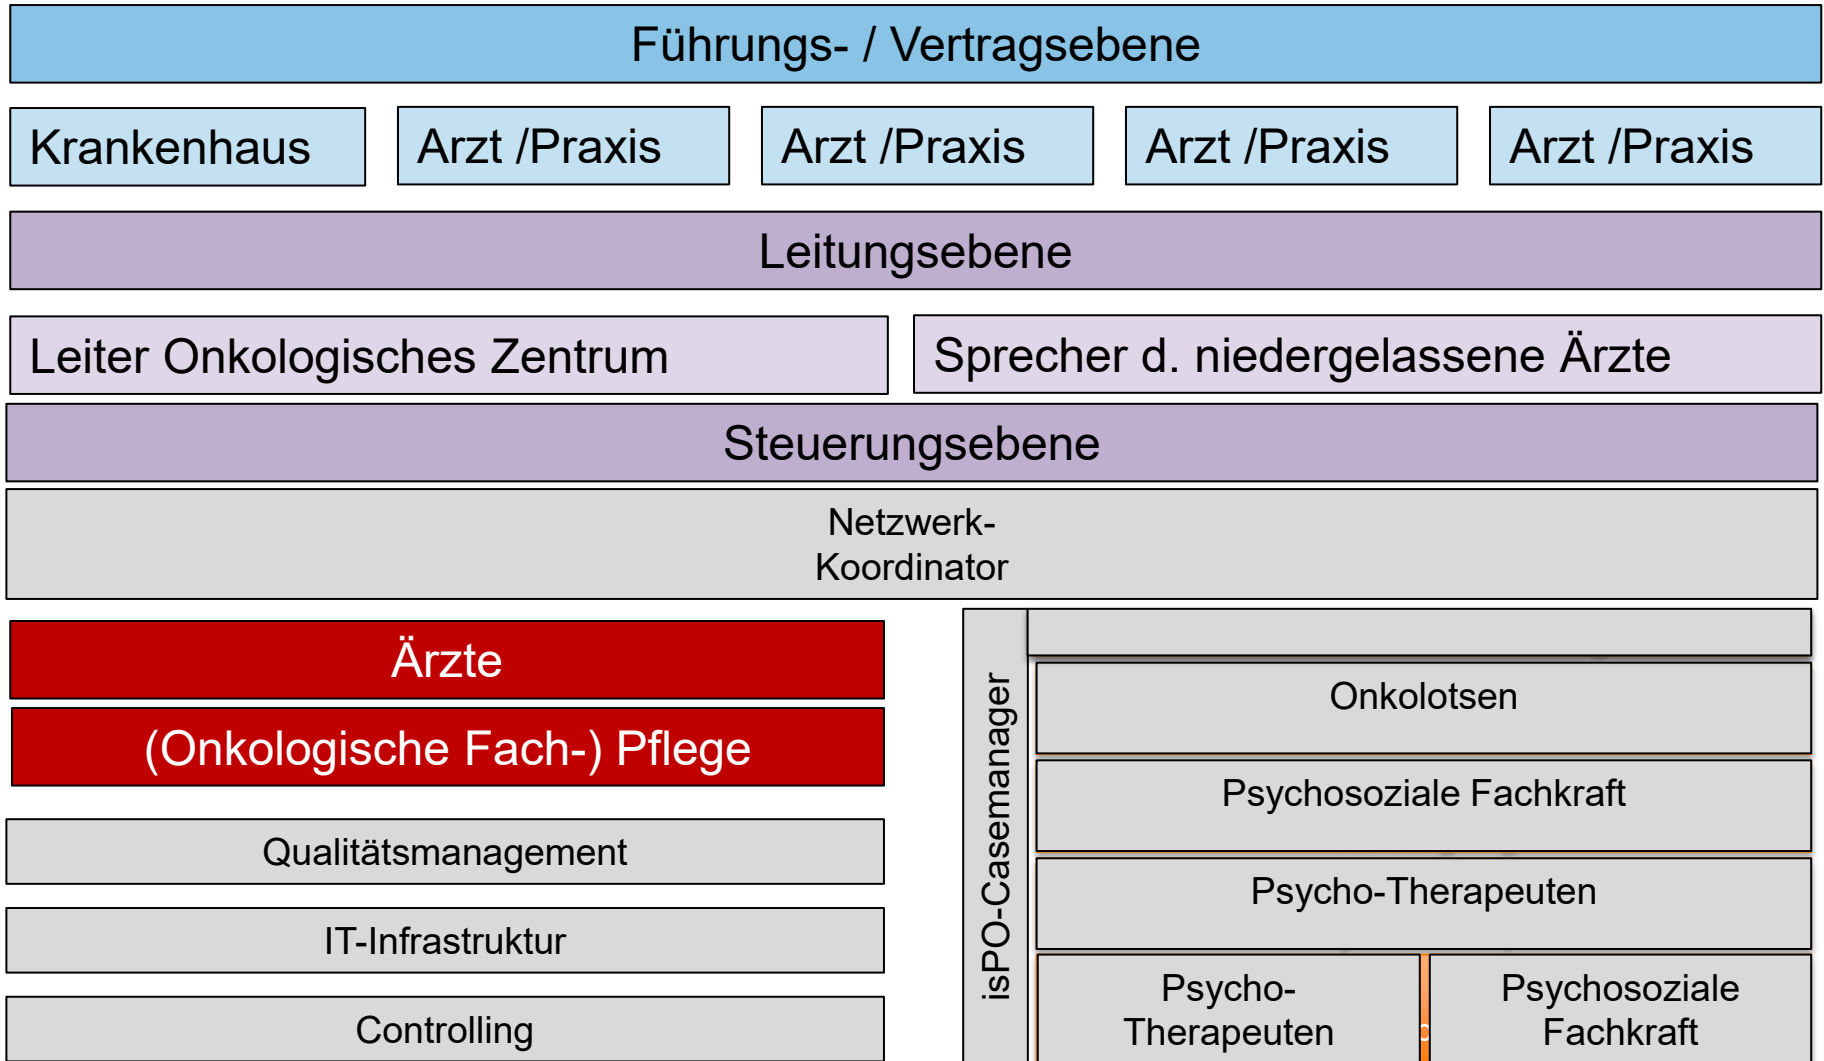 Führungs- / Vertragsebene
Krankenhaus
Arzt /Praxis
Arzt /Praxis
Arzt /Praxis
Arzt /Praxis
Leitungsebene
Leiter Onkologisches Zentrum
Sprecher d. niedergelassene Ärzte
Steuerungsebene
Netzwerk-
Koordinator
Ärzte
(Onkologische Fach-) Pflege
Qualitätsmanagement
IT-Infrastruktur
Controlling
isPO-Casemanager
Onkolotsen
Psychosoziale Fachkraft
Psycho-Therapeuten
Psycho-
Therapeuten
Psychosoziale
Fachkraft